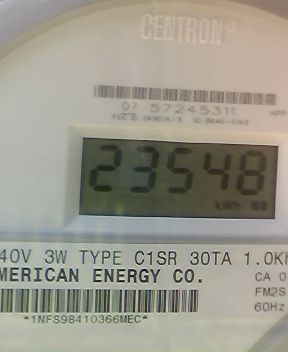 CENTRON®
07 57245311
23548
kWh
40V 3W TYPE C1SR 30TA 1.0Kh
MERICAN ENERGY CO.
CA 0
FM2S
60Hz
*1NFS98410366MEC*